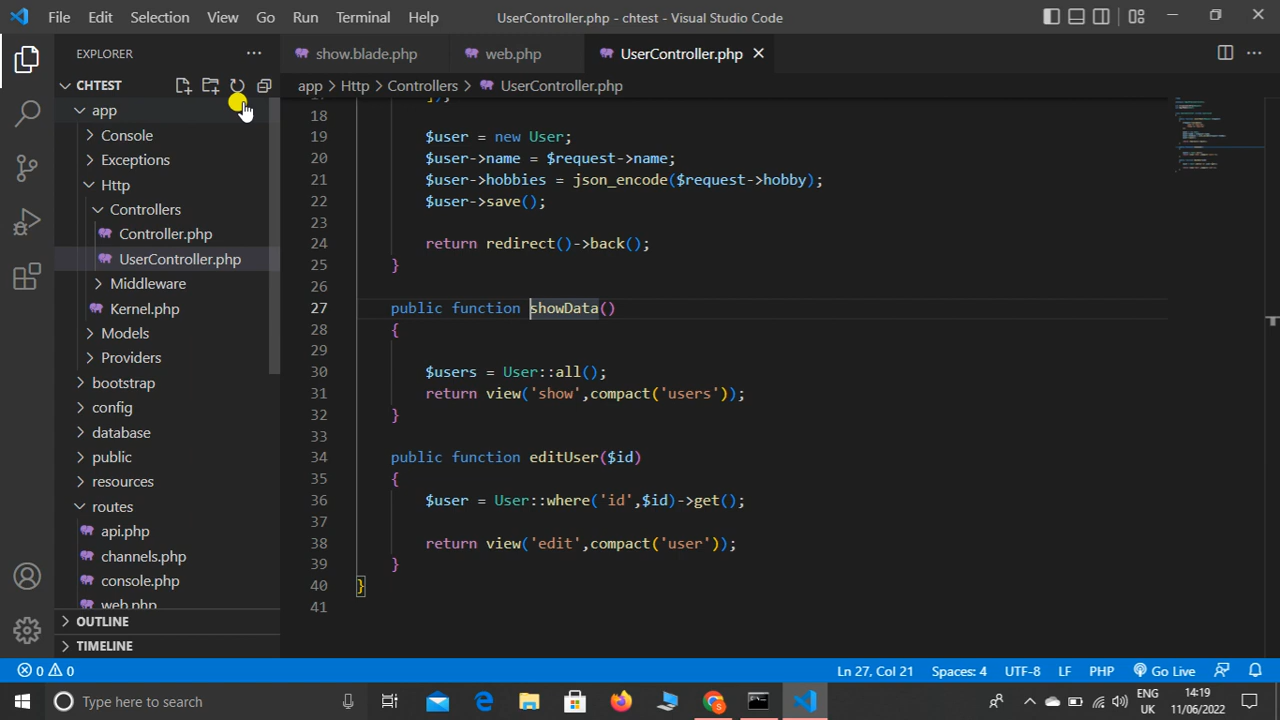 File Edit Selection View Go Run Terminal Help
UserController.php - chtest - Visual Studio Code
EXPLORER
show.blade.php
web.php
UserController.php
CHTEST
app > Http > Controllers > UserController.php
app
Console
Exceptions
Http
Controllers
Controller.php
UserController.php
Middleware
Kernel.php
Models
Providers
bootstrap
config
database
public
resources
routes
api.php
channels.php
console.php
web.php
OUTLINE
TIMELINE
18
19 $user = new User;
20 $user->name = $request->name;
21 $user->hobbies = json_encode($request->hobby);
22 $user->save();
23
24 return redirect()->back();
25 }
26
27 public function showData()
28 {
29
30 $users = User::all();
31 return view('show',compact('users'));
32 }
33
34 public function editUser($id)
35 {
36 $user = User::where('id',$id)->get();
37
38 return view('edit',compact('user'));
39 }
40 }
41
0 0
Ln 27, Col 21 Spaces: 4 UTF-8 LF PHP Go Live
Type here to search
ENG
UK
14:19
11/06/2022